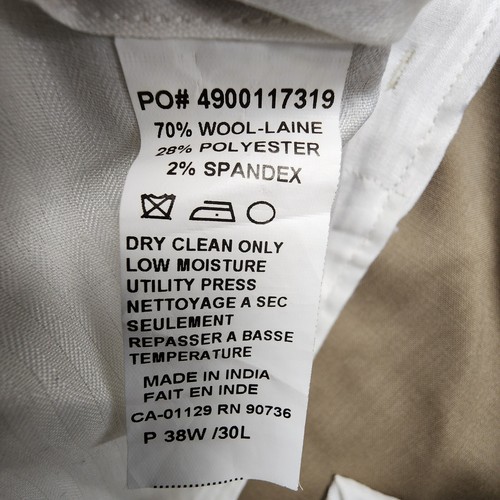 PO# 4900117319
70% WOOL-LAINE
28% POLYESTER
2% SPANDEX
DRY CLEAN ONLY
LOW MOISTURE
UTILITY PRESS
NETTOYAGE A SEC
SEULEMENT
REPASSER A BASSE
TEMPERATURE
MADE IN INDIA
FAIT EN INDE
CA-01129 RN 90736
P 38W /30L